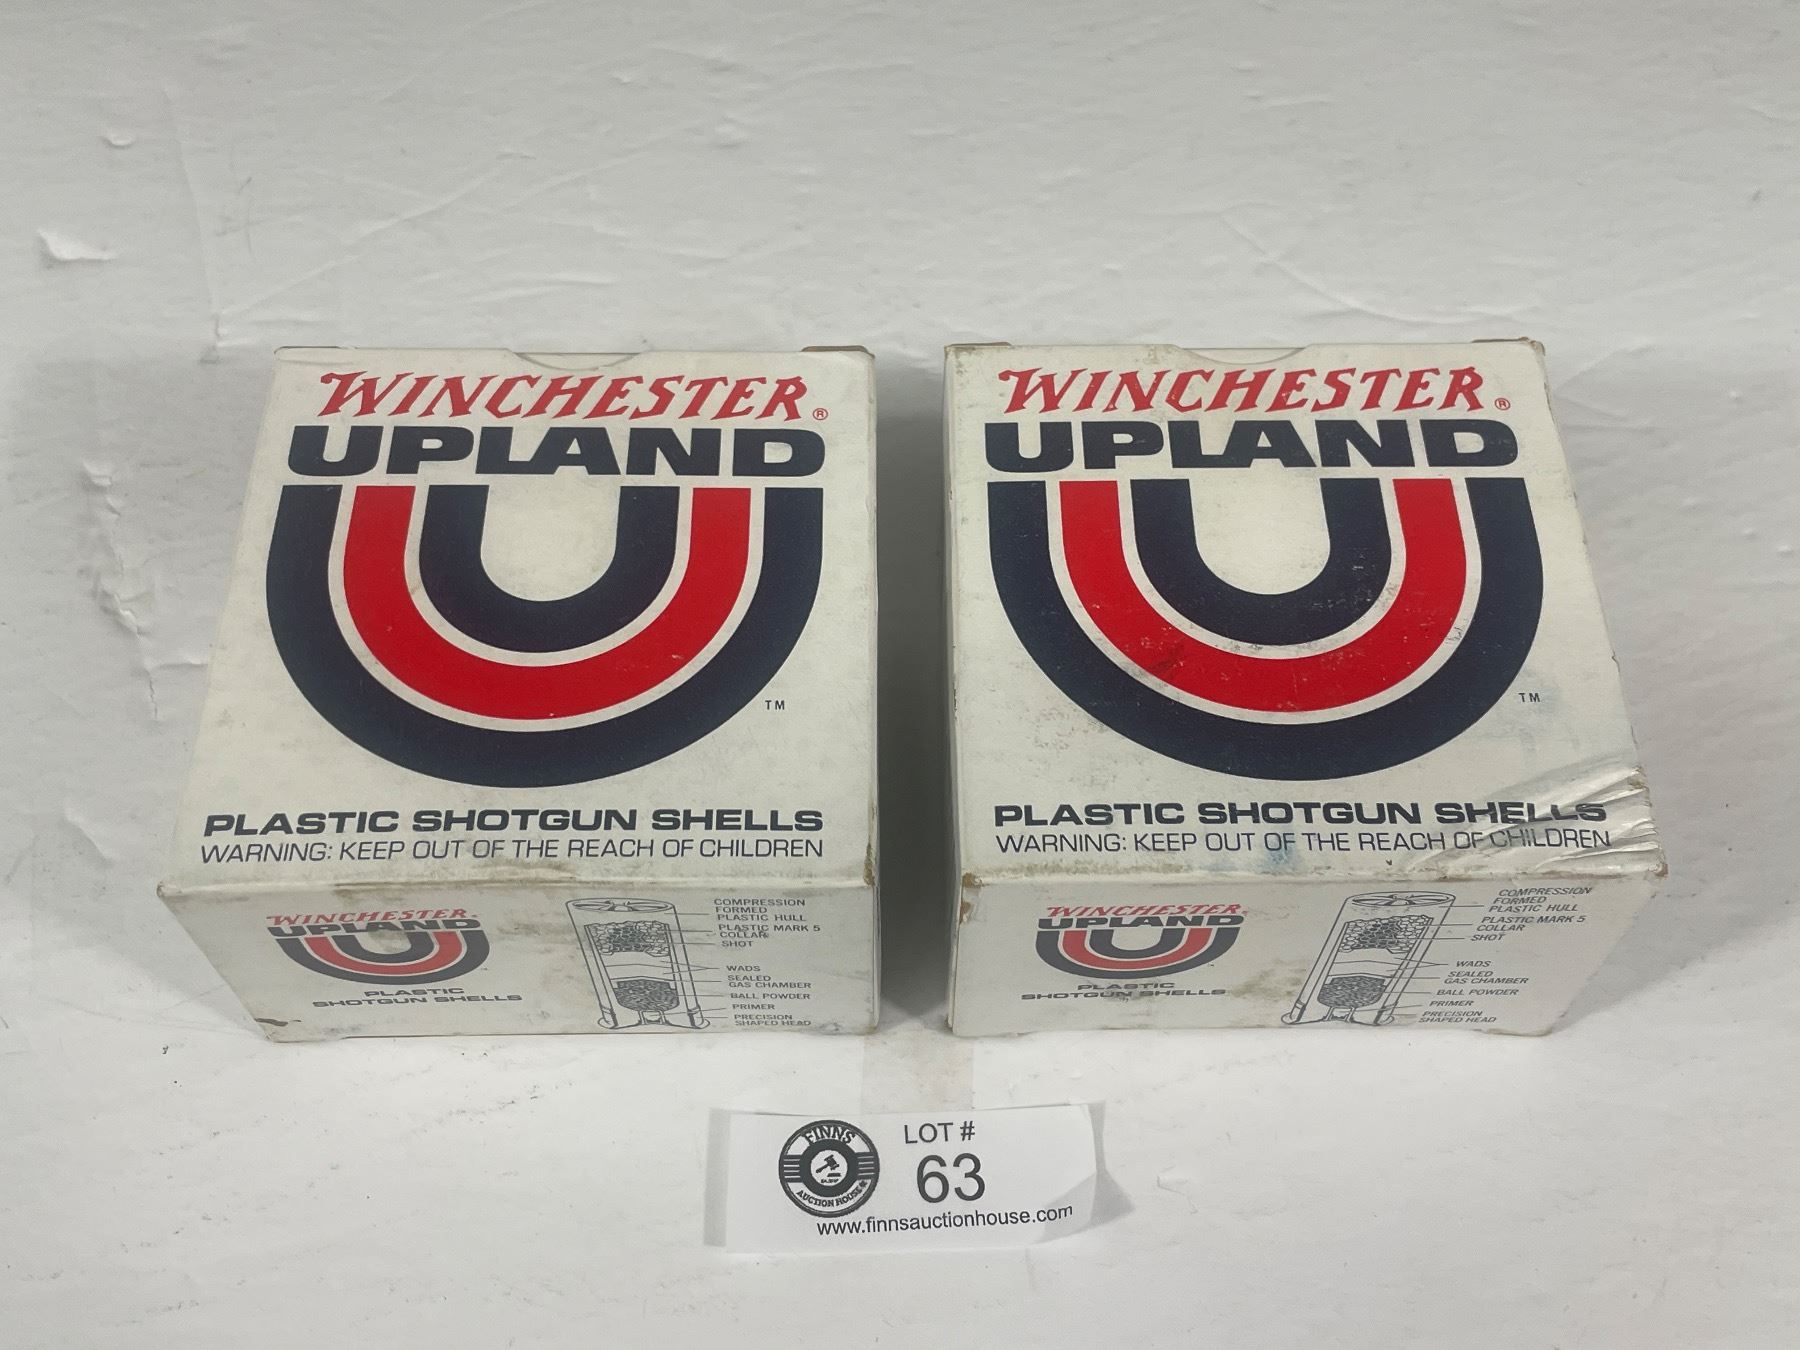 WINCHESTER®
UPLAND
TM
PLASTIC SHOTGUN SHELLS
WARNING: KEEP OUT OF THE REACH OF CHILDREN
WINCHESTER
UPLAND
PLASTIC
SHOTGUN SHELLS
COMPRESSION
FORMED
PLASTIC HULL
PLASTIC MARK 5
COLLAR
SHOT
WADS
SEALED
GAS CHAMBER
BALL POWDER
PRIMER
PRECISION
SHAPED HEAD
WINCHESTER®
UPLAND
TM
PLASTIC SHOTGUN SHELLS
WARNING: KEEP OUT OF THE REACH OF CHILDREN
WINCHESTER
UPLAND
PLASTIC
SHOTGUN SHELLS
COMPRESSION
FORMED
PLASTIC HULL
PLASTIC MARK 5
COLLAR
SHOT
WADS
SEALED
GAS CHAMBER
BALL POWDER
PRIMER
PRECISION
SHAPED HEAD
FINNS
AUCTION HOUSE
LOT #
63
www.finnsauctionhouse.com